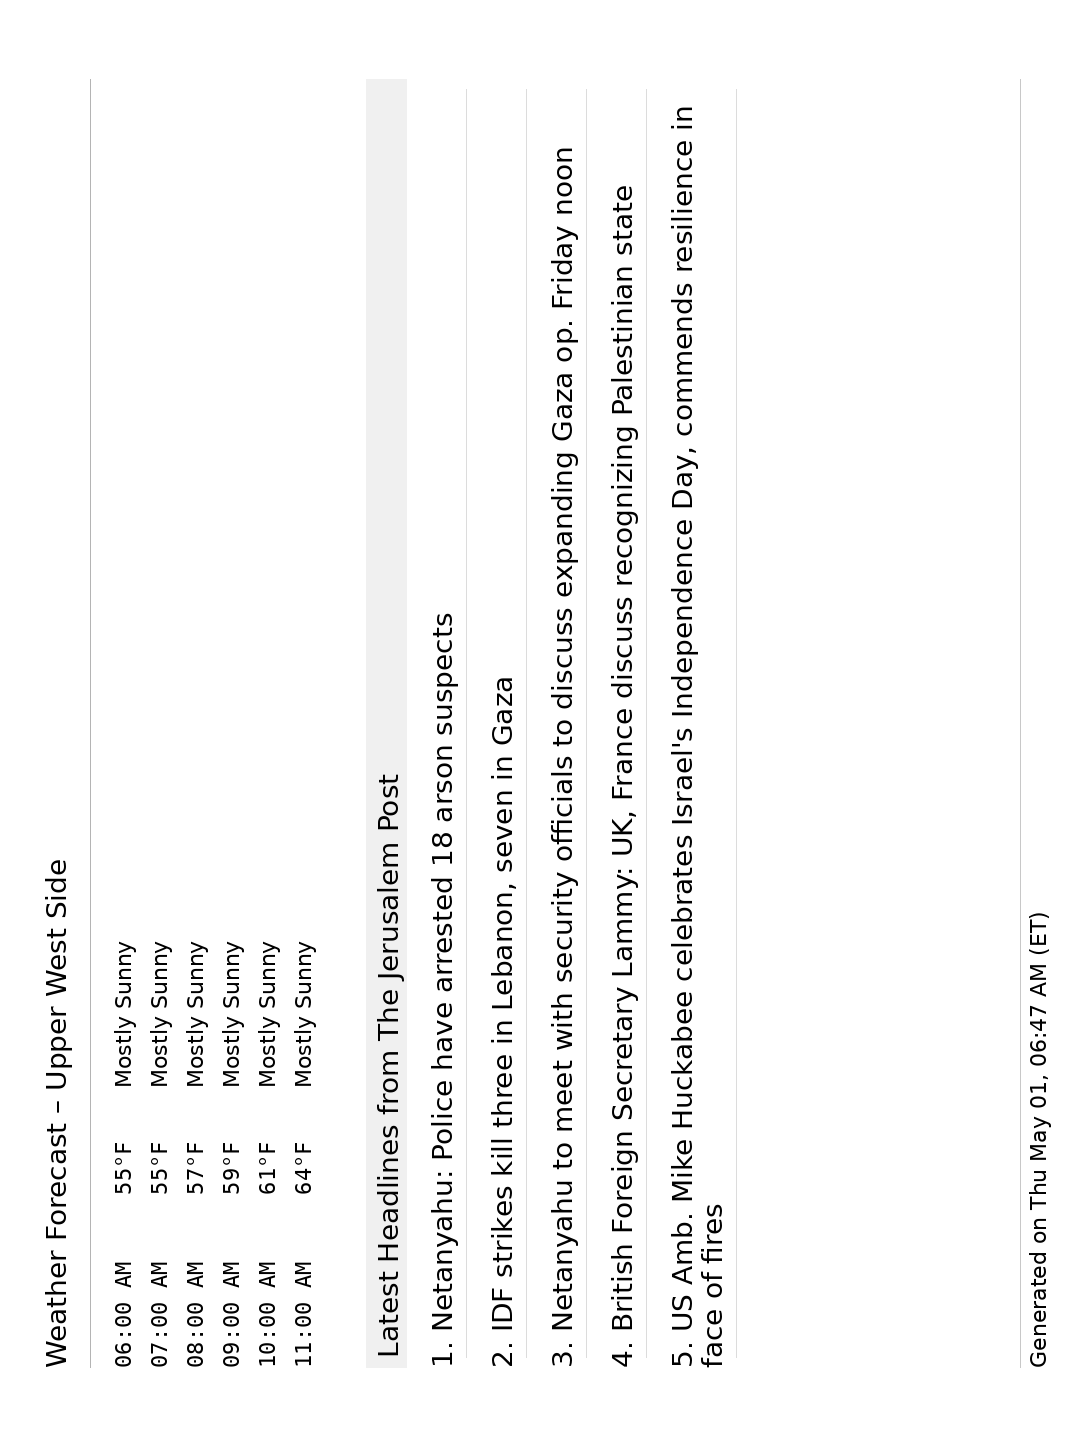 Weather Forecast – Upper West Side
06:00 AM 55°F Mostly Sunny
07:00 AM 55°F Mostly Sunny
08:00 AM 57°F Mostly Sunny
09:00 AM 59°F Mostly Sunny
10:00 AM 61°F Mostly Sunny
11:00 AM 64°F Mostly Sunny
Latest Headlines from The Jerusalem Post
1. Netanyahu: Police have arrested 18 arson suspects
2. IDF strikes kill three in Lebanon, seven in Gaza
3. Netanyahu to meet with security officials to discuss expanding Gaza op. Friday noon
4. British Foreign Secretary Lammy: UK, France discuss recognizing Palestinian state
5. US Amb. Mike Huckabee celebrates Israel's Independence Day, commends resilience in
face of fires
Generated on Thu May 01, 06:47 AM (ET)